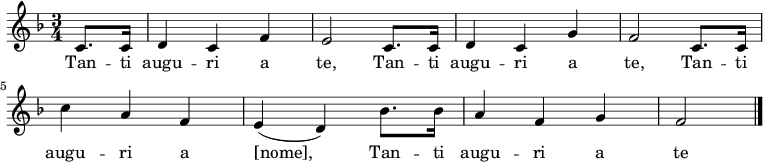 Tan -- ti augu -- ri a te, Tan -- ti augu -- ri a te, Tan -- ti
5
augu -- ri a [nome], Tan -- ti augu -- ri a te